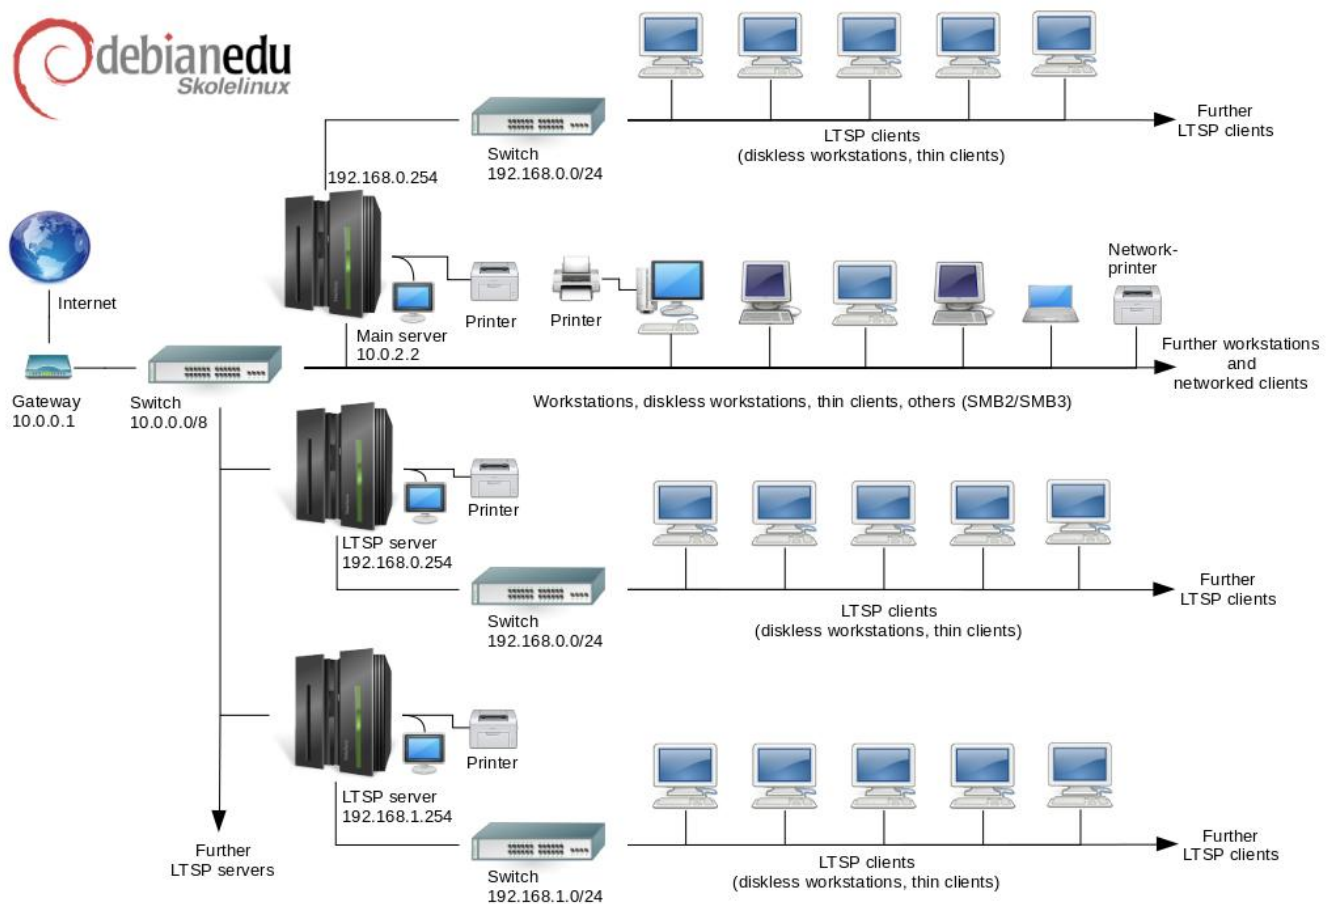 debianedu
Skolelinux
Further
LTSP clients
LTSP clients
(diskless workstations, thin clients)
Switch
192.168.0.0/24
192.168.0.254
Network-
printer
Internet
Printer
Printer
Main server
10.0.2.2
Further workstations
and
networked clients
Gateway
10.0.0.1
Switch
10.0.0.0/8
Workstations, diskless workstations, thin clients, others (SMB2/SMB3)
Printer
LTSP server
192.168.0.254
Further
LTSP clients
LTSP clients
(diskless workstations, thin clients)
Switch
192.168.0.0/24
Printer
LTSP server
192.168.1.254
Further
LTSP servers
Further
LTSP clients
LTSP clients
(diskless workstations, thin clients)
Switch
192.168.1.0/24